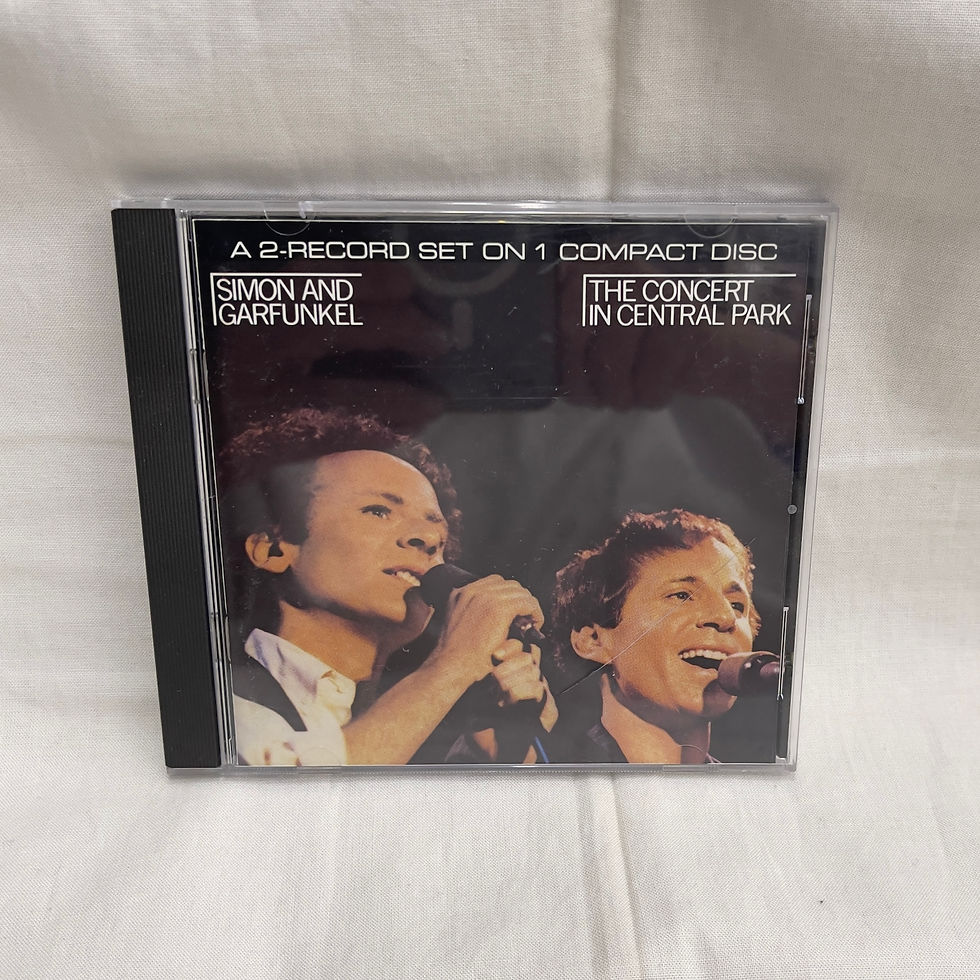 A 2-RECORD SET ON 1 COMPACT DISC
SIMON AND
GARFUNKEL
THE CONCERT
IN CENTRAL PARK